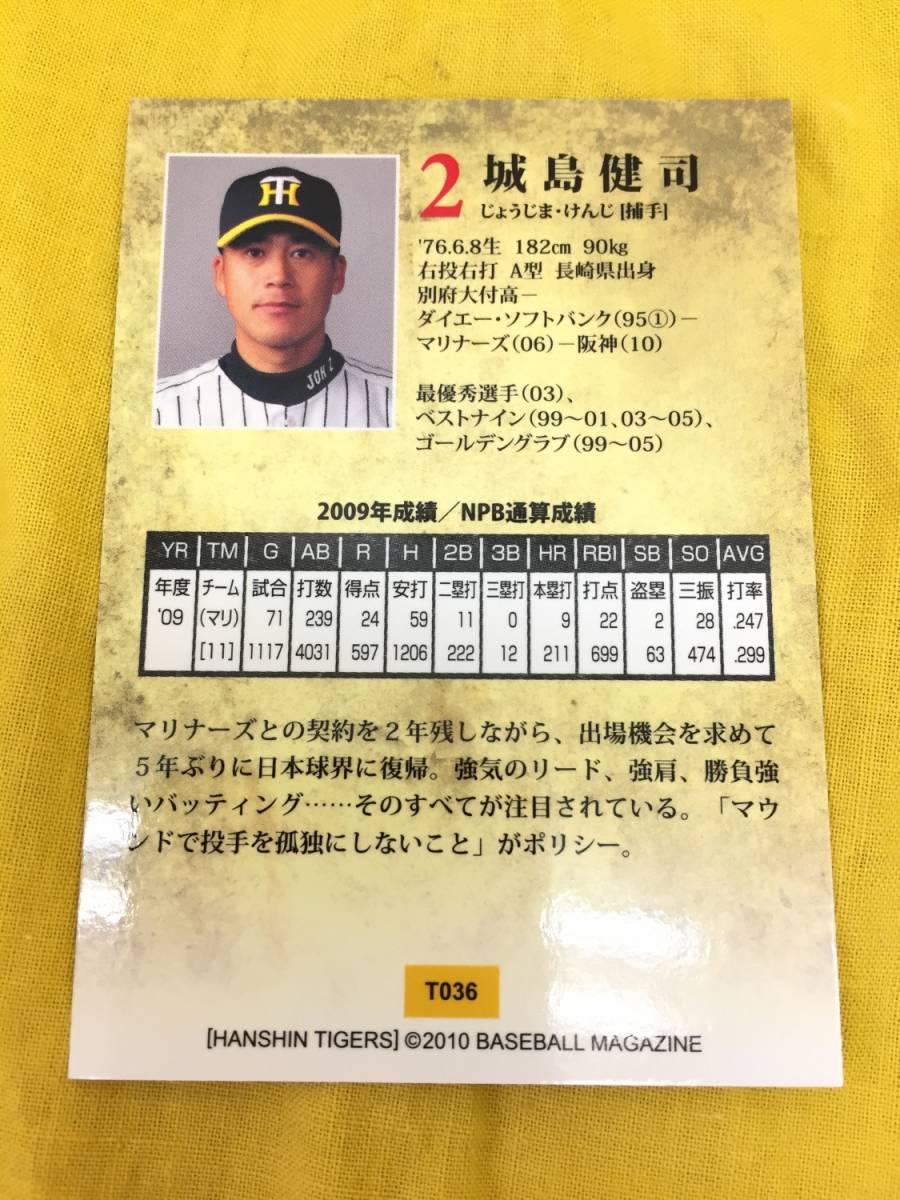 2 城島健司
じょうじま・けんじ [捕手]
'76.6.8生 182㎝ 90㎏
右投右打 A型 長崎県出身
別府大付高－
ダイエー・ソフトバンク(95①)－
マリナーズ(06)－阪神(10)
最優秀選手(03)、
ベストナイン(99～01、03～05)、
ゴールデングラブ(99～05)
2009年成績／NPB通算成績
YR TM G AB R H 2B 3B HR RBI SB SO AVG
年度 チーム 試合 打数 得点 安打 二塁打 三塁打 本塁打 打点 盗塁 三振 打率
'09 (マリ) 71 239 24 59 11 0 9 22 2 28 .247
[11] 1117 4031 597 1206 222 12 211 699 63 474 .299
マリナーズとの契約を２年残しながら、出場機会を求めて
５年ぶりに日本球界に復帰。強気のリード、強肩、勝負強
いバッティング……そのすべてが注目されている。「マウ
ンドで投手を孤独にしないこと」がポリシー。
T036
[HANSHIN TIGERS] ©2010 BASEBALL MAGAZINE